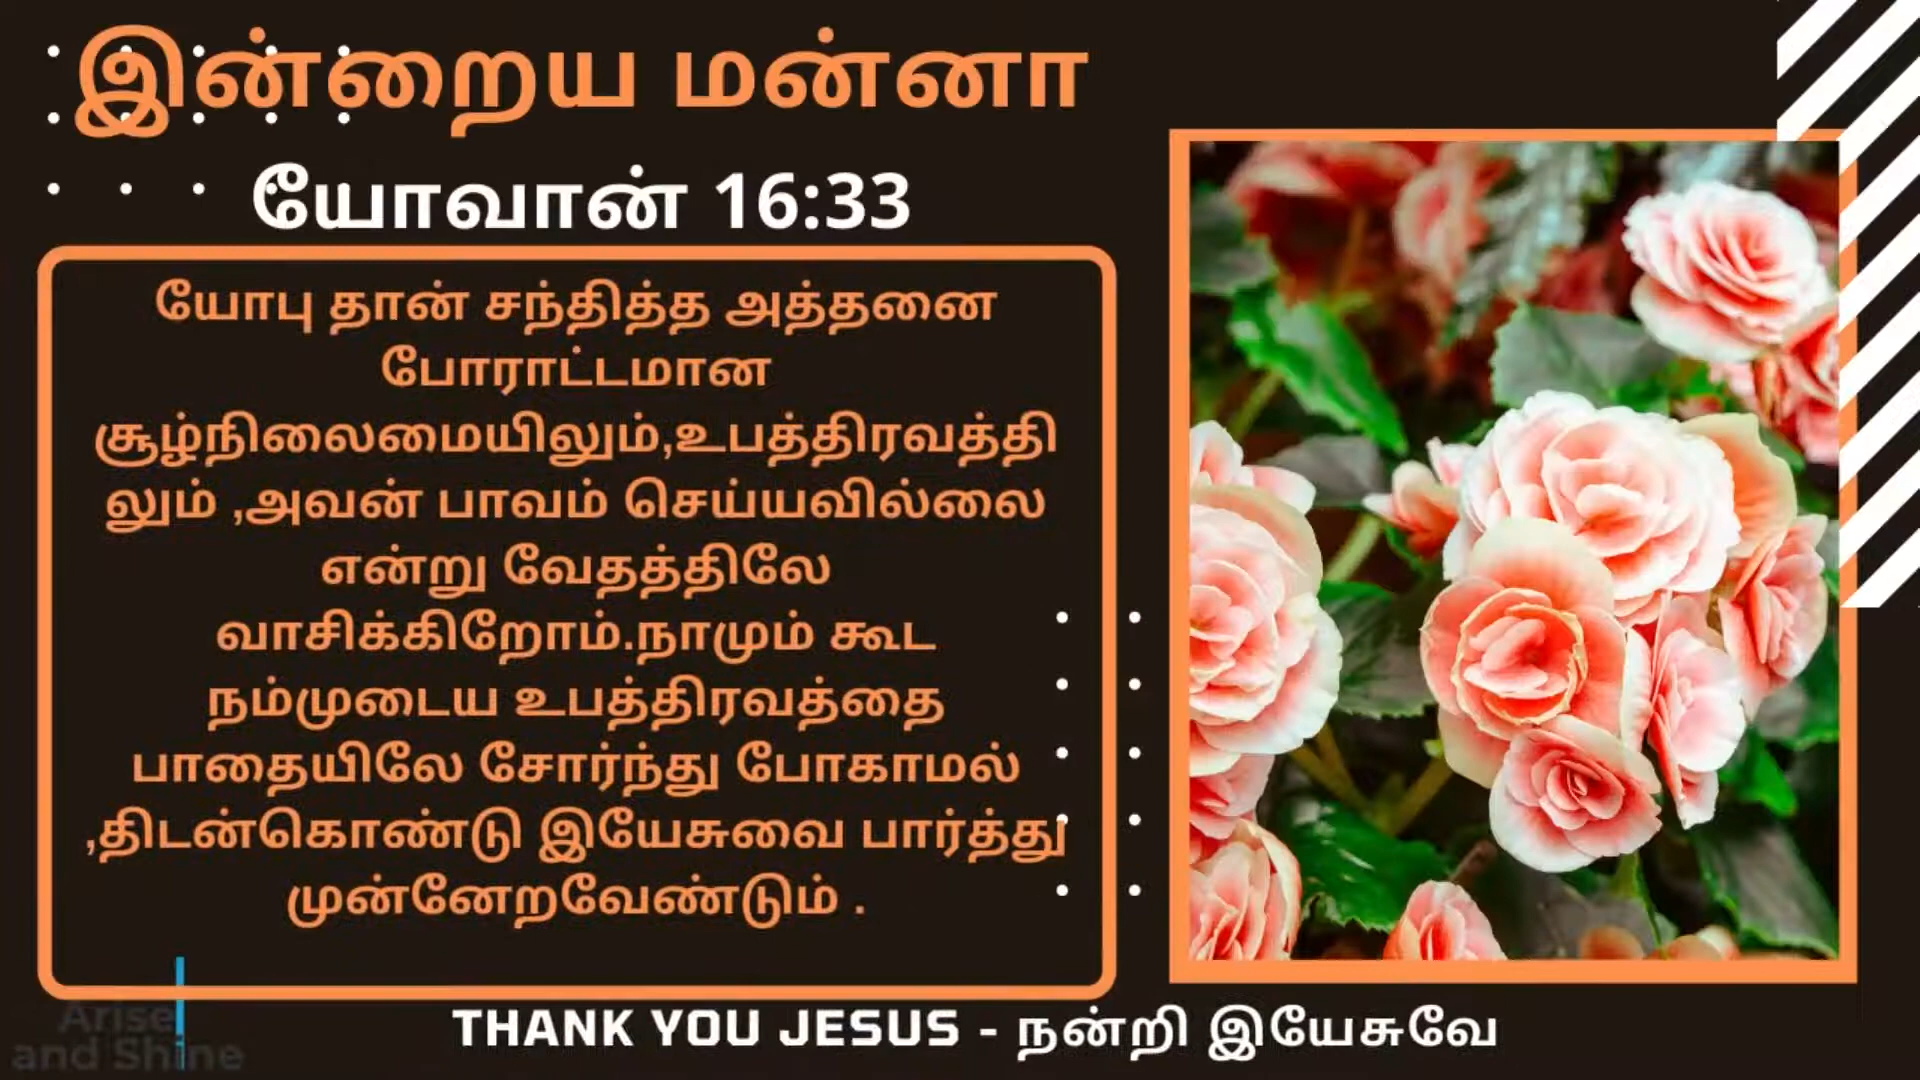 இன்றைய மன்னா
யோவான் 16:33
யோபு தான் சந்தித்த அத்தனை
போராட்டமான
சூழ்நிலைமையிலும்,உபத்திரவத்தி
லும் ,அவன் பாவம் செய்யவில்லை
என்று வேதத்திலே
வாசிக்கிறோம்.நாமும் கூட
நம்முடைய உபத்திரவத்தை
பாதையிலே சோர்ந்து போகாமல்
,திடன்கொண்டு இயேசுவை பார்த்து
முன்னேறவேண்டும் .
THANK YOU JESUS - நன்றி இயேசுவே
Arise
and Shine